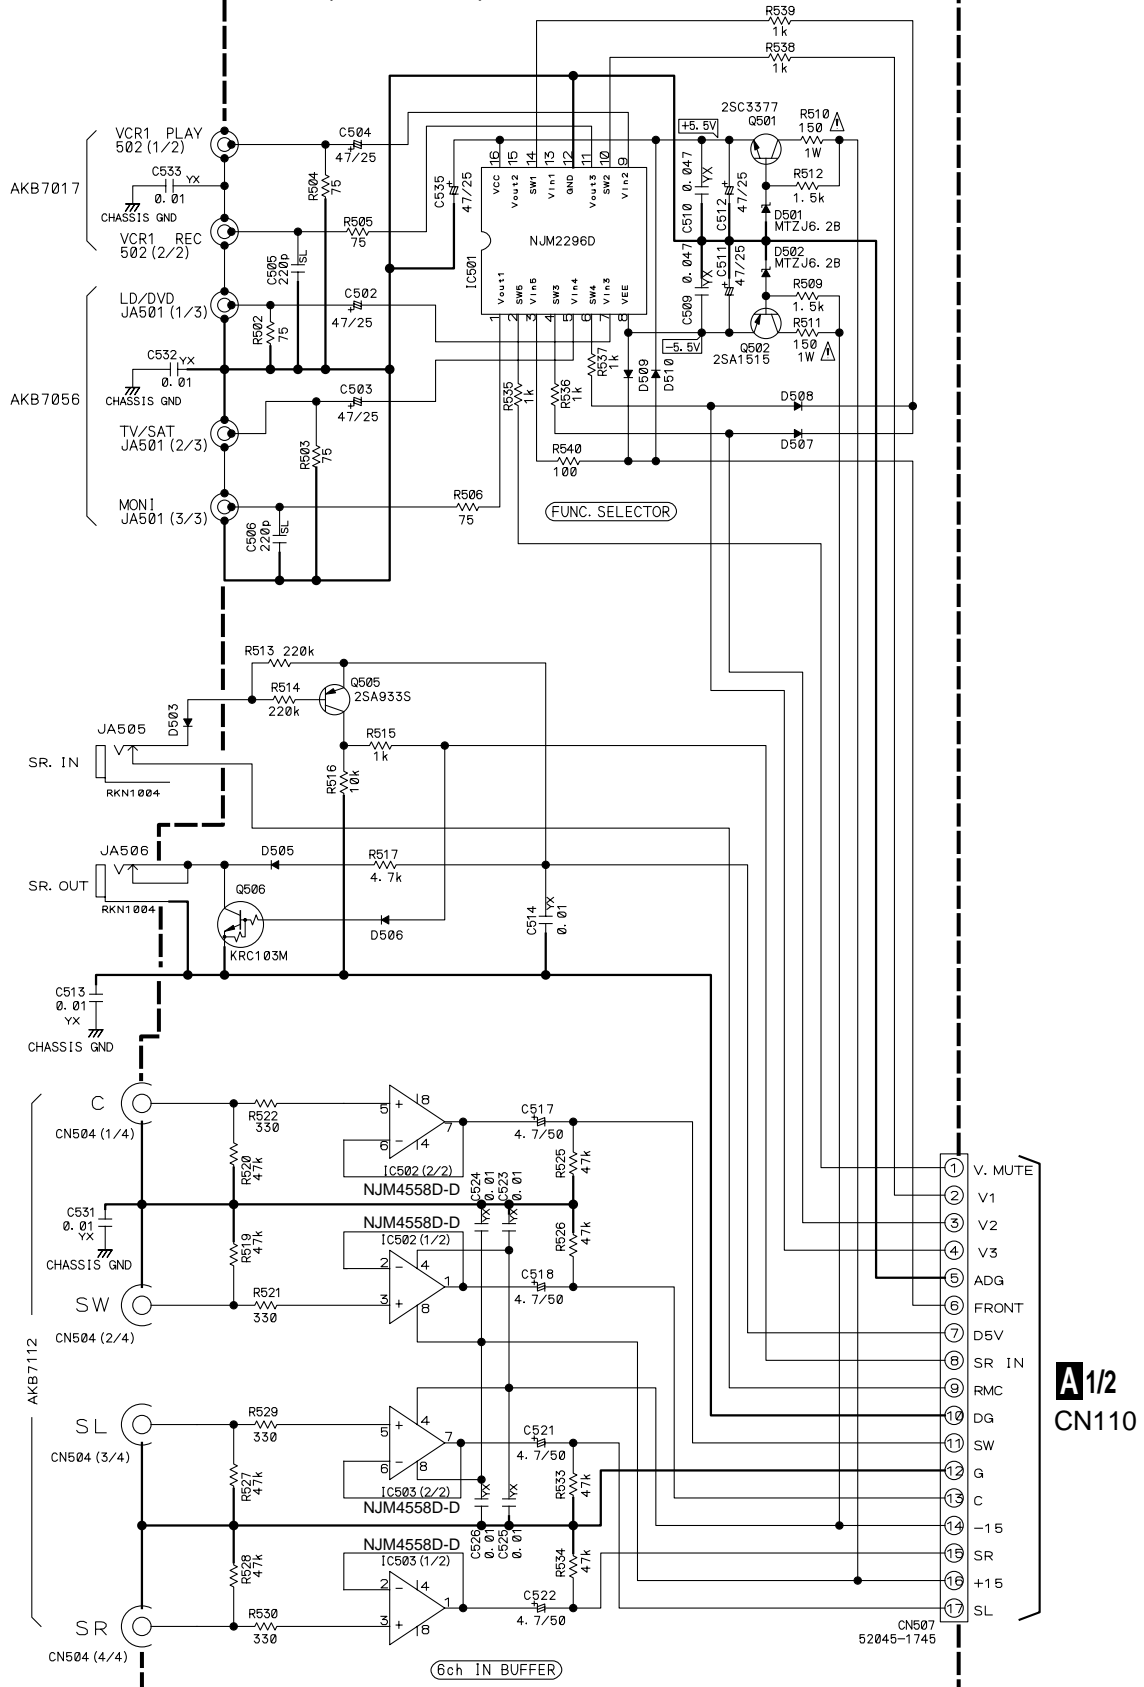 R539
1k
R538
1k
2SC3377
Q501
R510
150
1W
+5.5V
VCR1 PLAY
502 (1/2)
C504
47/25
AKB7017
C533 YX
0.01
CHASSIS GND
R504
75
C535
47/25
16 15 14 13 12 11 10 9
VCC Vout2 SW1 Vin1 GND Vout3 SW2 Vin2
NJM2296D
IC501
Vout1 SW5 Vin5 SW3 Vin4 SW4 Vin3 VEE
1 2 3 4 5 6 7 8
C510 0.047
YX
C512
47/25
R512
1.5k
D501
MTZJ6.2B
D502
MTZJ6.2B
VCR1 REC
502 (2/2)
R505
75
C505
220p
SL
C509 0.047
YX
C511
47/25
R509
1.5k
R511
150
1W
Q502
2SA1515
-5.5V
LD/DVD
JA501 (1/3)
R502
75
C502
47/25
C532 YX
0.01
CHASSIS GND
AKB7056
C503
47/25
R535
1k
R536
1k
R537
1k
D509
D510
D508
D507
TV/SAT
JA501 (2/3)
R503
75
R540
100
MONI
JA501 (3/3)
C506
220p
SL
R506
75
FUNC. SELECTOR
R513 220k
R514
220k
Q505
2SA933S
D503
JA505
SR. IN
RKN1004
R515
1k
R516
10k
JA506
SR. OUT
RKN1004
D505
R517
4.7k
Q506
KRC103M
D506
C514
YX
0.01
C513
0.01
YX
CHASSIS GND
C
CN504 (1/4)
R522
330
R520
47k
5 + 8
6 - 4
7
IC502 (2/2)
NJM4558D-D
C517
4.7/50
R525
47k
C524
YX
0.01
C523
YX
0.01
C531
0.01
YX
CHASSIS GND
R519
47k
NJM4558D-D
IC502 (1/2)
2 - 4
3 + 8
1
R526
47k
C518
4.7/50
SW
CN504 (2/4)
R521
330
AKB7112
SL
CN504 (3/4)
R529
330
R527
47k
5 + 4
6 - 8
7
IC503 (2/2)
NJM4558D-D
C521
4.7/50
R533
47k
C526
YX
0.01
C525
YX
0.01
R528
47k
NJM4558D-D
IC503 (1/2)
2 - 4
3 + 8
1
R534
47k
C522
4.7/50
SR
CN504 (4/4)
R530
330
6ch IN BUFFER
1 V. MUTE
2 V1
3 V2
4 V3
5 ADG
6 FRONT
7 D5V
8 SR IN
9 RMC
10 DG
11 SW
12 G
13 C
14 -15
15 SR
16 +15
17 SL
CN507
52045-1745
A 1/2
CN110